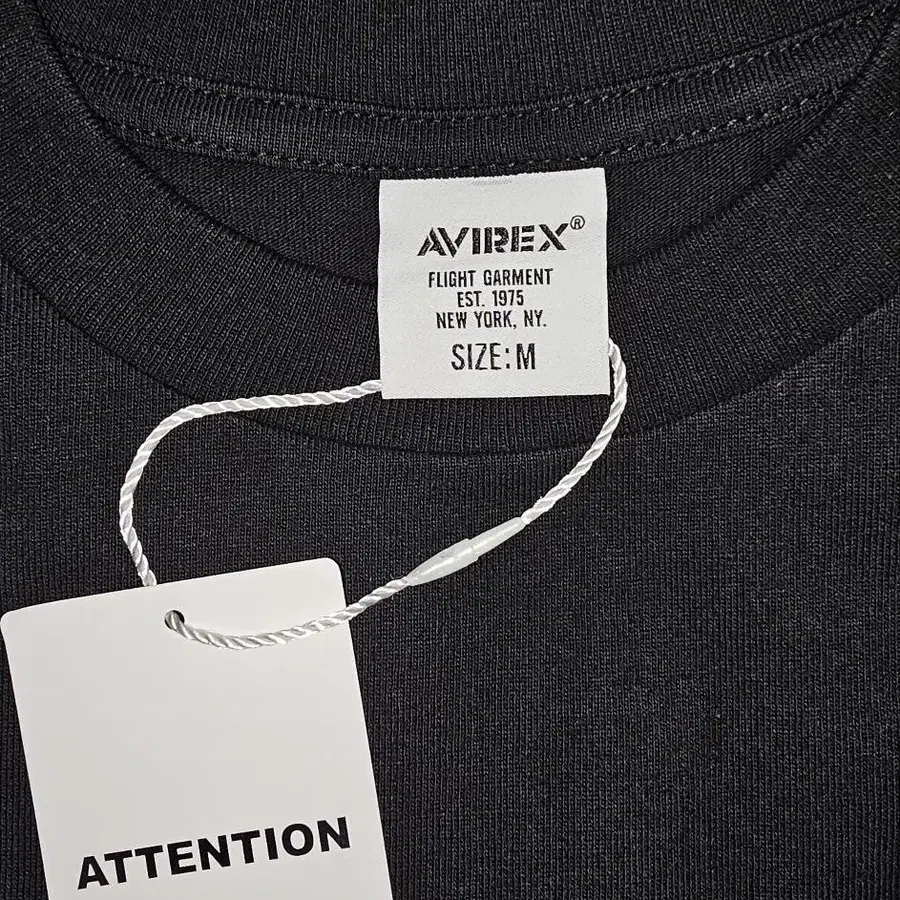 AVIREX®
FLIGHT GARMENT
EST. 1975
NEW YORK, NY.
SIZE: M
ATTENTION